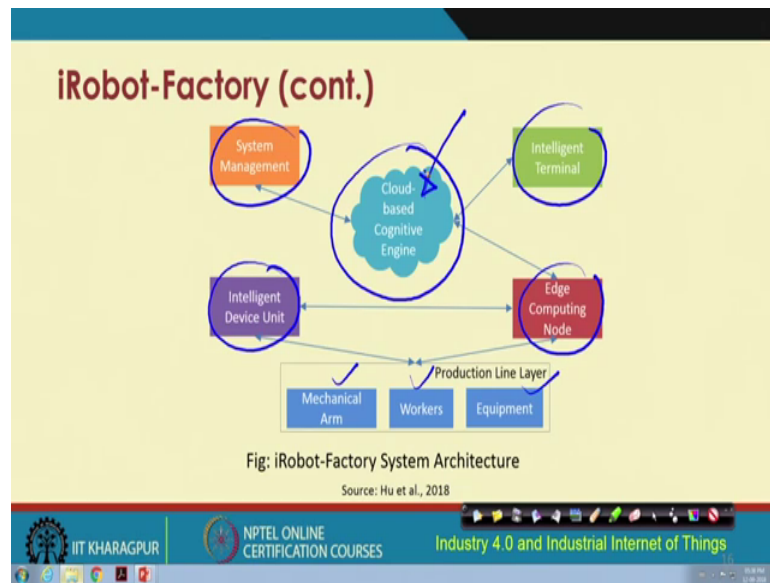 iRobot-Factory (cont.)
System
Management
Cloud-
based
Cognitive
Engine
Intelligent
Terminal
Intelligent
Device Unit
Edge
Computing
Node
Production Line Layer
Mechanical
Arm
Workers
Equipment
Fig: iRobot-Factory System Architecture
Source: Hu et al., 2018
IIT KHARAGPUR
NPTEL ONLINE
CERTIFICATION COURSES
Industry 4.0 and Industrial Internet of Things